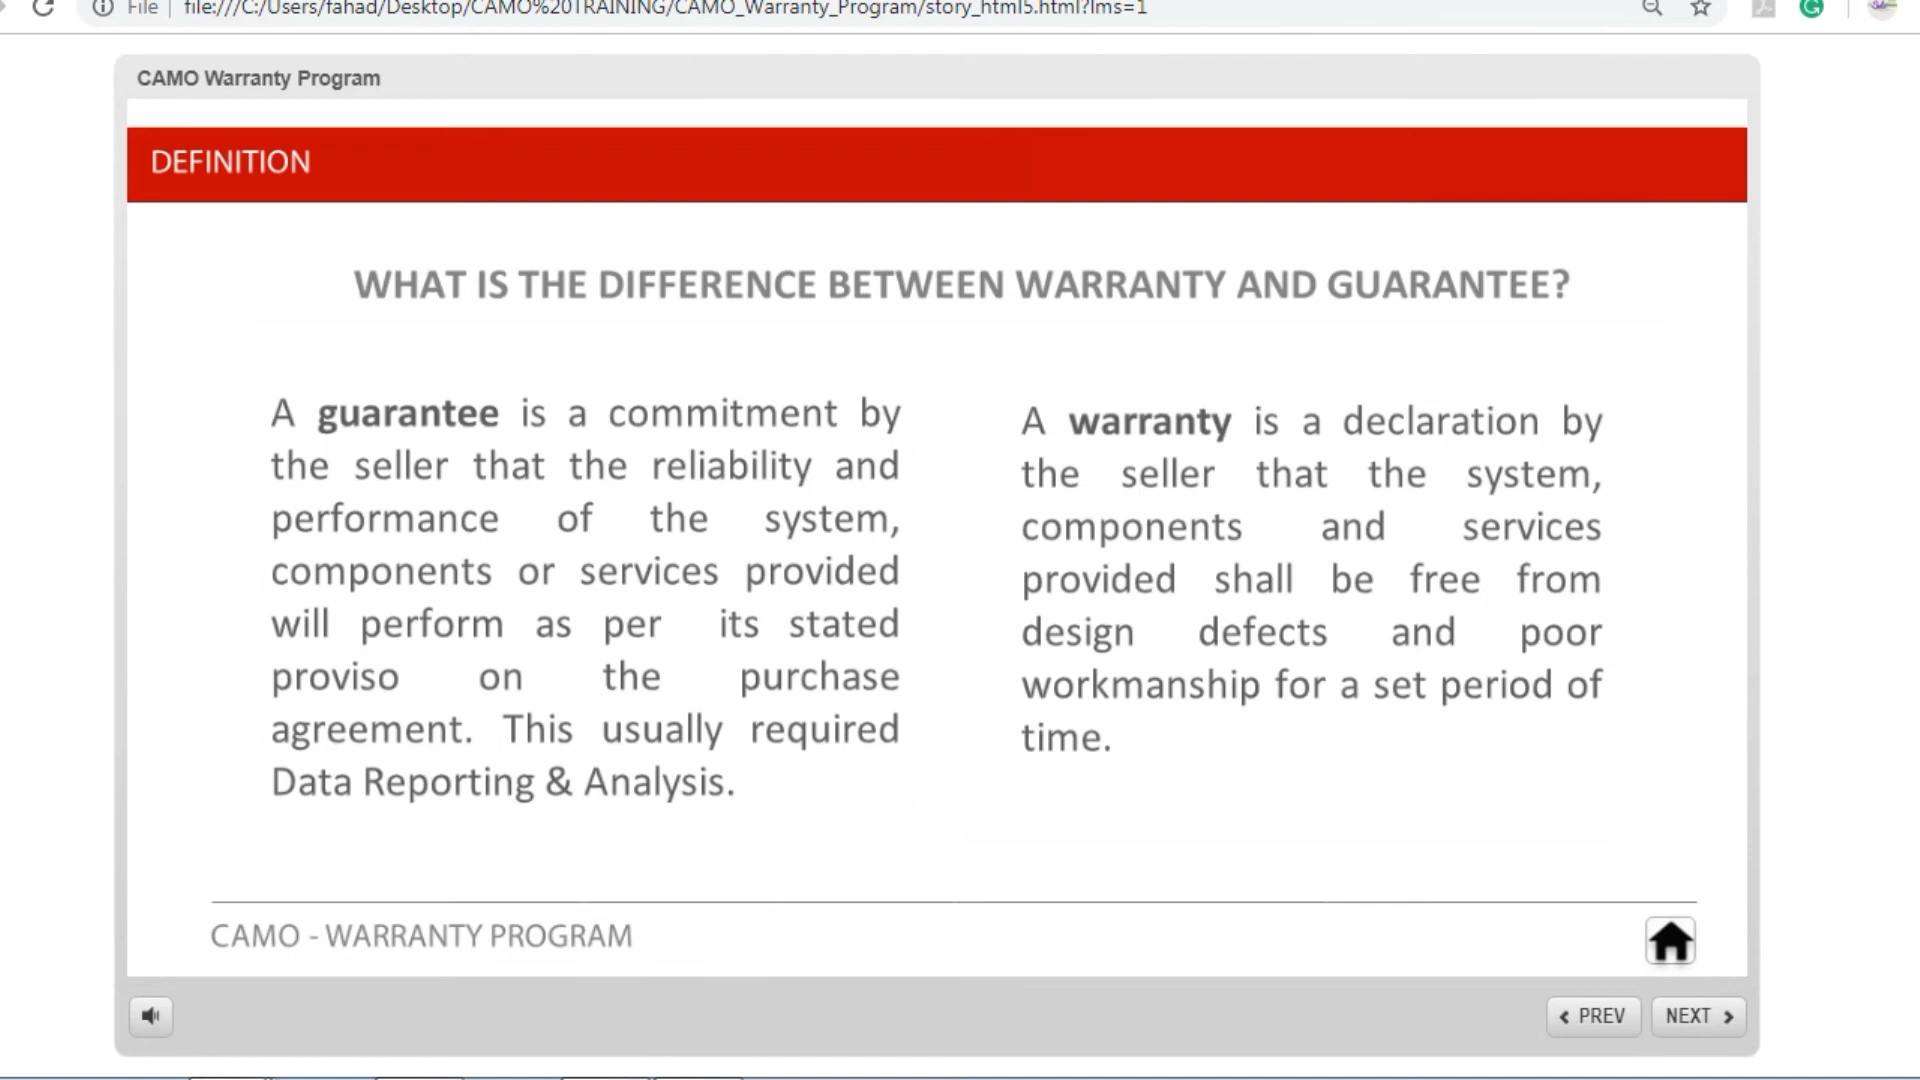 File
file:///C:/Users/fahad/Desktop/CAMO%20TRAINING/CAMO_Warranty_Program/story_html5.html?lms=1
CAMO Warranty Program
DEFINITION
WHAT IS THE DIFFERENCE BETWEEN WARRANTY AND GUARANTEE?
A guarantee is a commitment by
the seller that the reliability and
performance of the system,
components or services provided
will perform as per its stated
proviso on the purchase
agreement. This usually required
Data Reporting & Analysis.
A warranty is a declaration by
the seller that the system,
components and services
provided shall be free from
design defects and poor
workmanship for a set period of
time.
CAMO - WARRANTY PROGRAM
PREV
NEXT